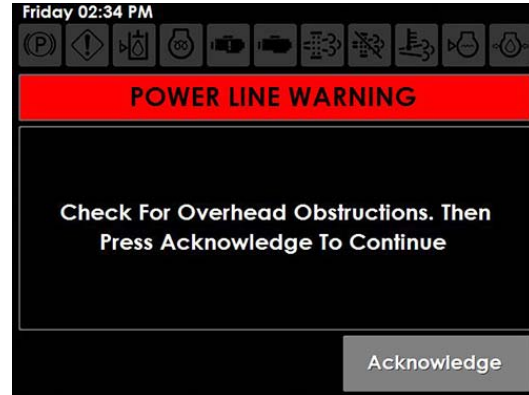 Friday 02:34 PM
POWER LINE WARNING
Check For Overhead Obstructions. Then
Press Acknowledge To Continue
Acknowledge